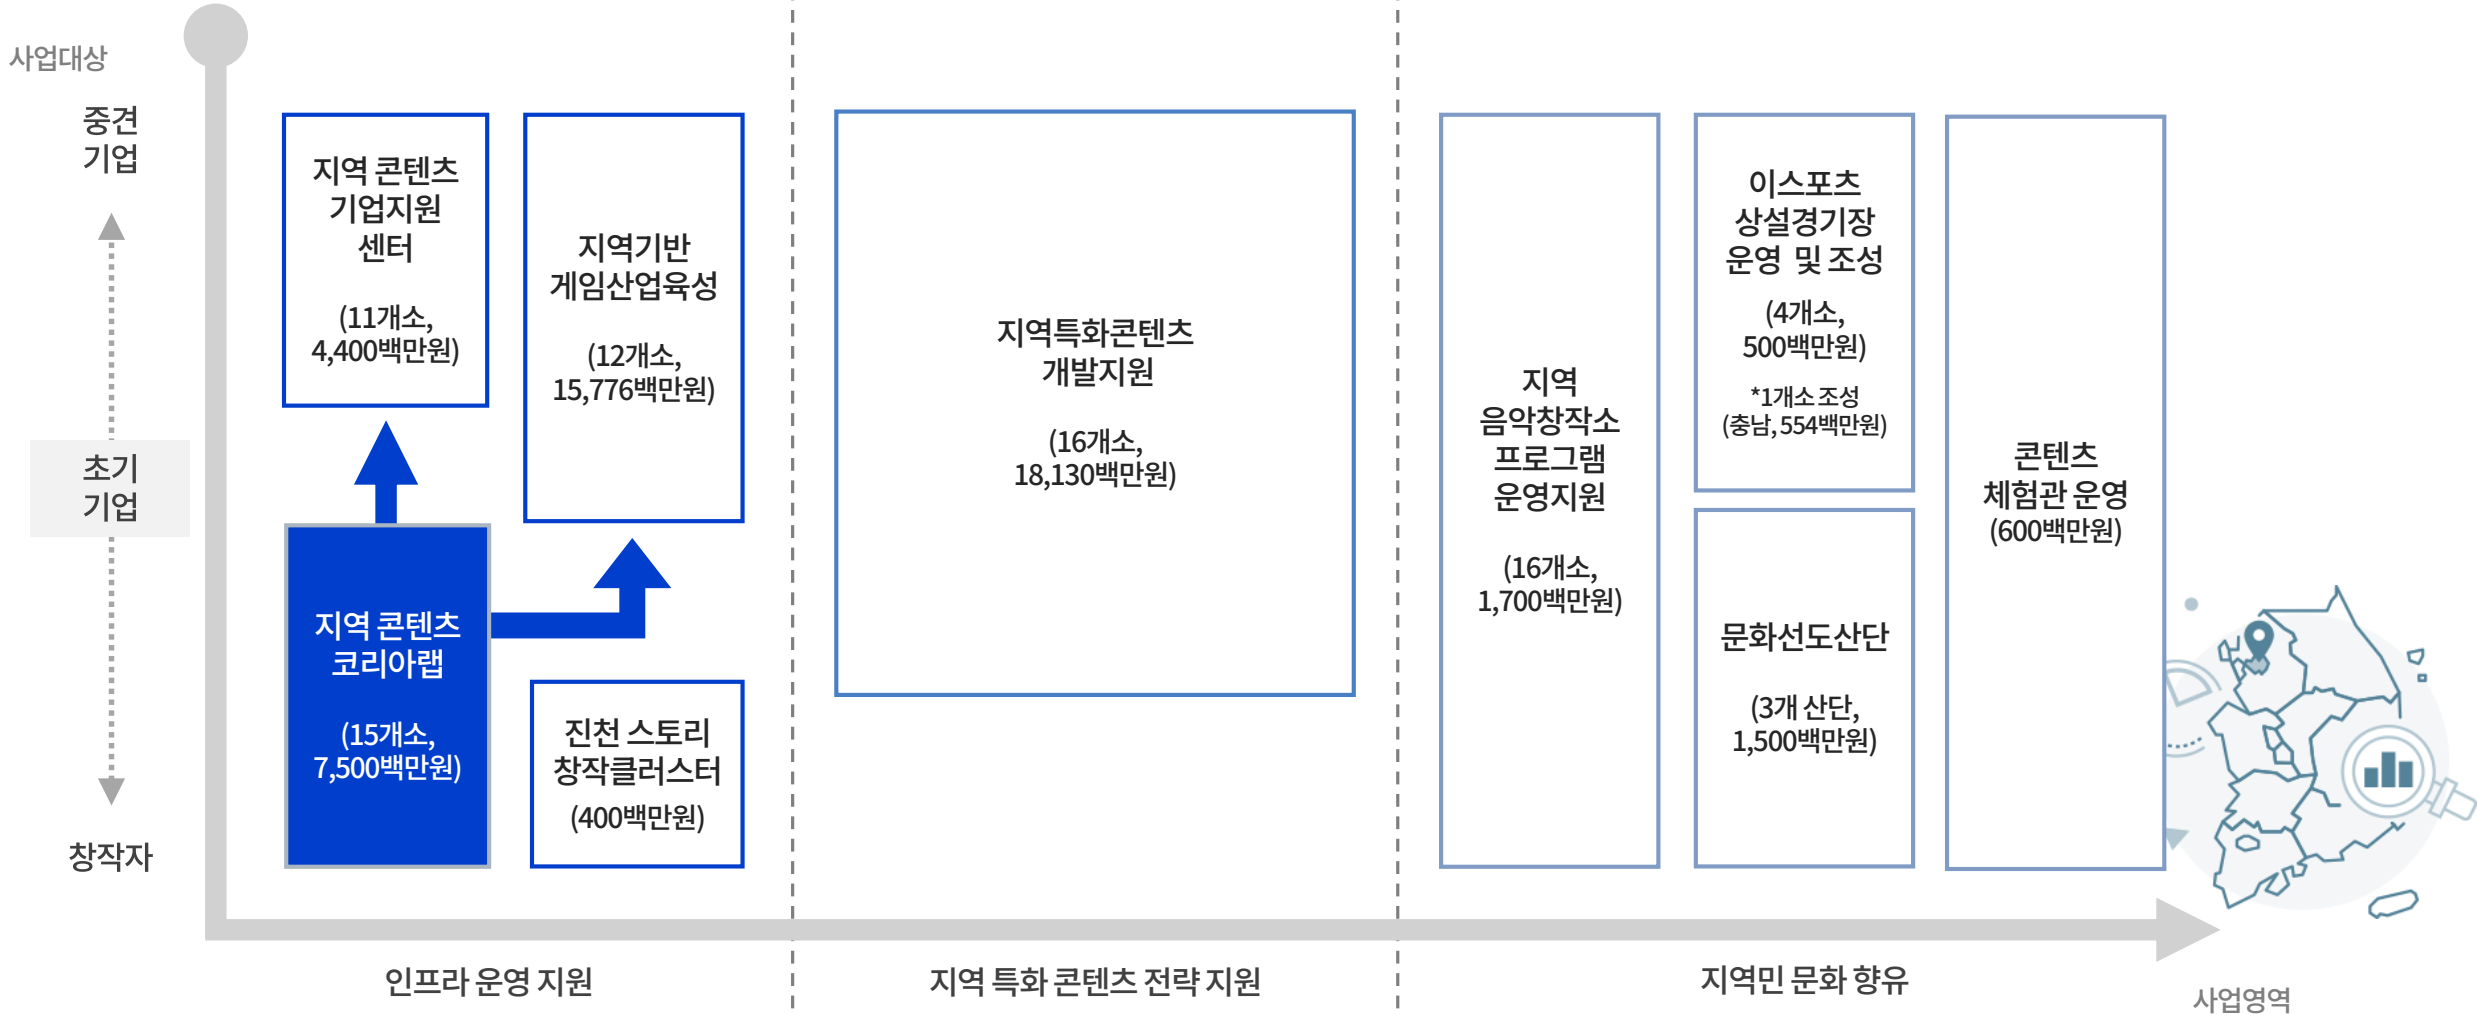 사업대상
중견
기업
초기
기업
창작자
지역 콘텐츠
기업지원
센터
(11개소,
4,400백만원)
지역기반
게임산업육성
(12개소,
15,776백만원)
지역 콘텐츠
코리아랩
(15개소,
7,500백만원)
진천 스토리
창작클러스터
(400백만원)
지역특화콘텐츠
개발지원
(16개소,
18,130백만원)
지역
음악창작소
프로그램
운영지원
(16개소,
1,700백만원)
이스포츠
상설경기장
운영 및 조성
(4개소,
500백만원)
*1개소 조성
(충남, 554백만원)
문화선도산단
(3개 산단,
1,500백만원)
콘텐츠
체험관 운영
(600백만원)
인프라 운영 지원
지역 특화 콘텐츠 전략 지원
지역민 문화 향유
사업영역